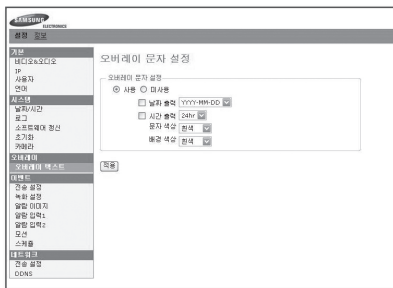 SAMSUNG
ELECTRONICS
설정 정보
기본
비디오&오디오
IP
사용자
언어
시스템
날짜/시간
로그
소프트웨어 갱신
초기화
카메라
오버레이
오버레이 텍스트
이벤트
전송 설정
녹화 설정
알람 이미지
알람 입력1
알람 입력2
모션
스케쥴
네트워크
전송 설정
DDNS
오버레이 문자 설정
오버레이 문자 설정
사용 미사용
날짜 출력 YYYY-MM-DD
시간 출력 24hr
문자 색상 흰색
배경 색상 흰색
적용